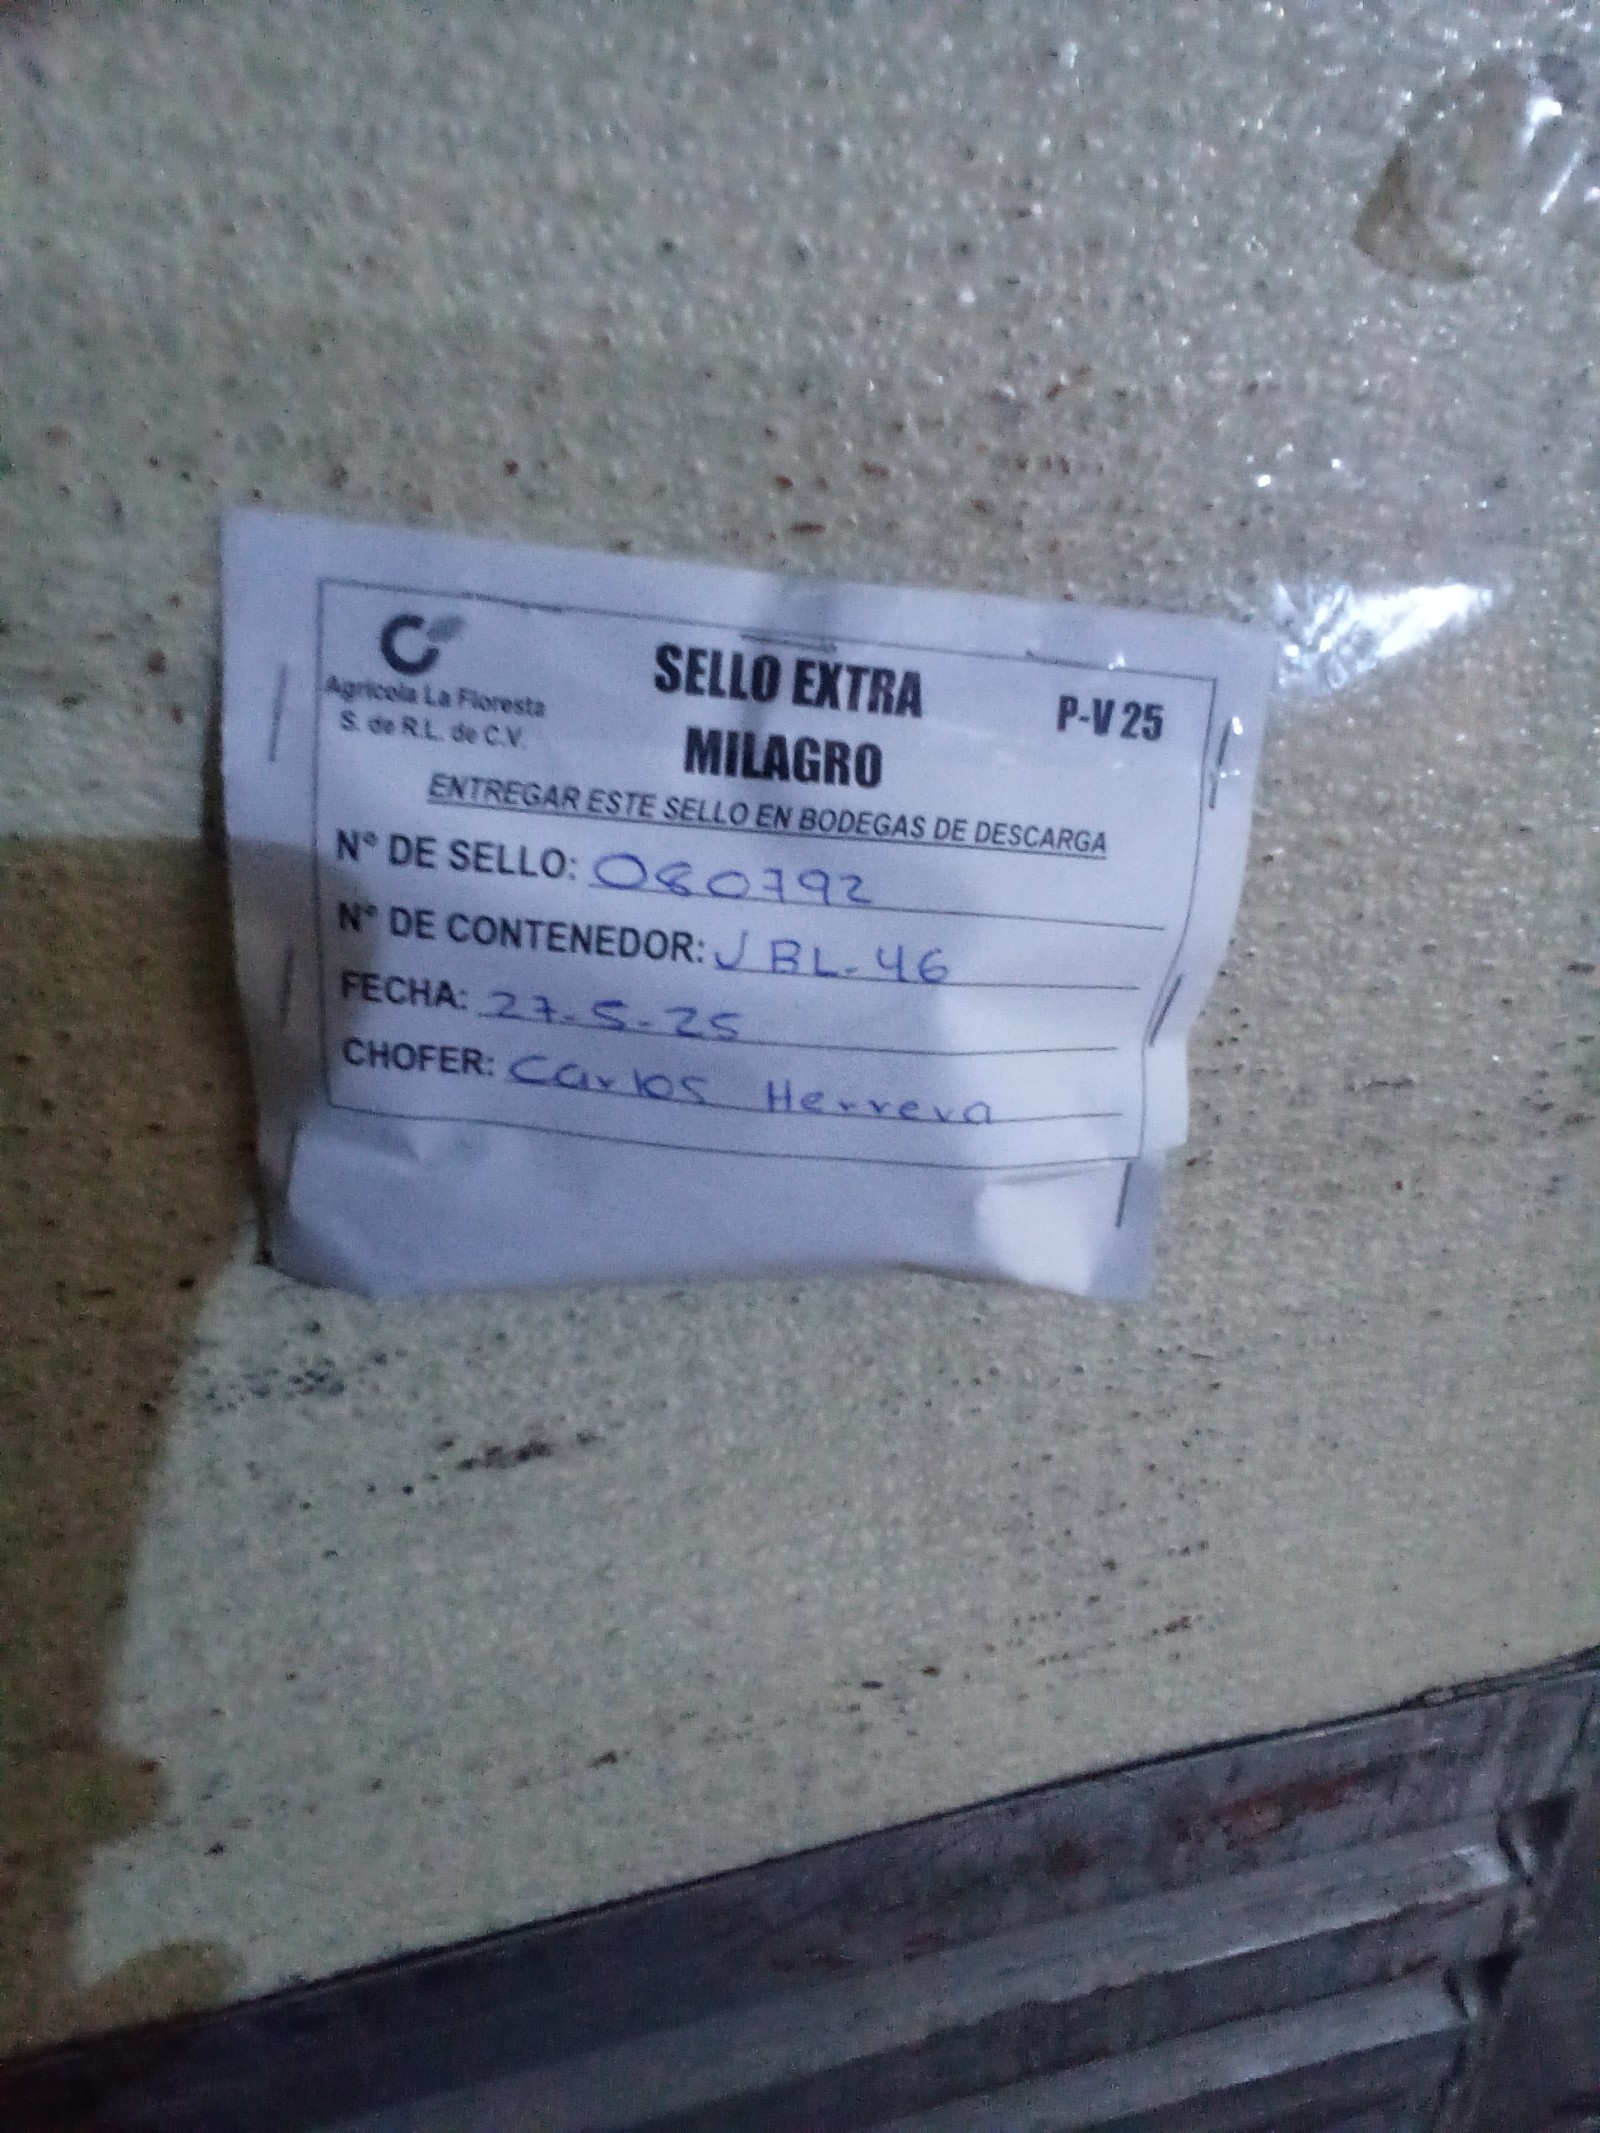 Agricola La Floresta
S. de R.L. de C.V.
SELLO EXTRA
MILAGRO
P-V 25
ENTREGAR ESTE SELLO EN BODEGAS DE DESCARGA
N° DE SELLO: 080792
N° DE CONTENEDOR: JBL-46
FECHA: 27-5-25
CHOFER: Carlos Herrera